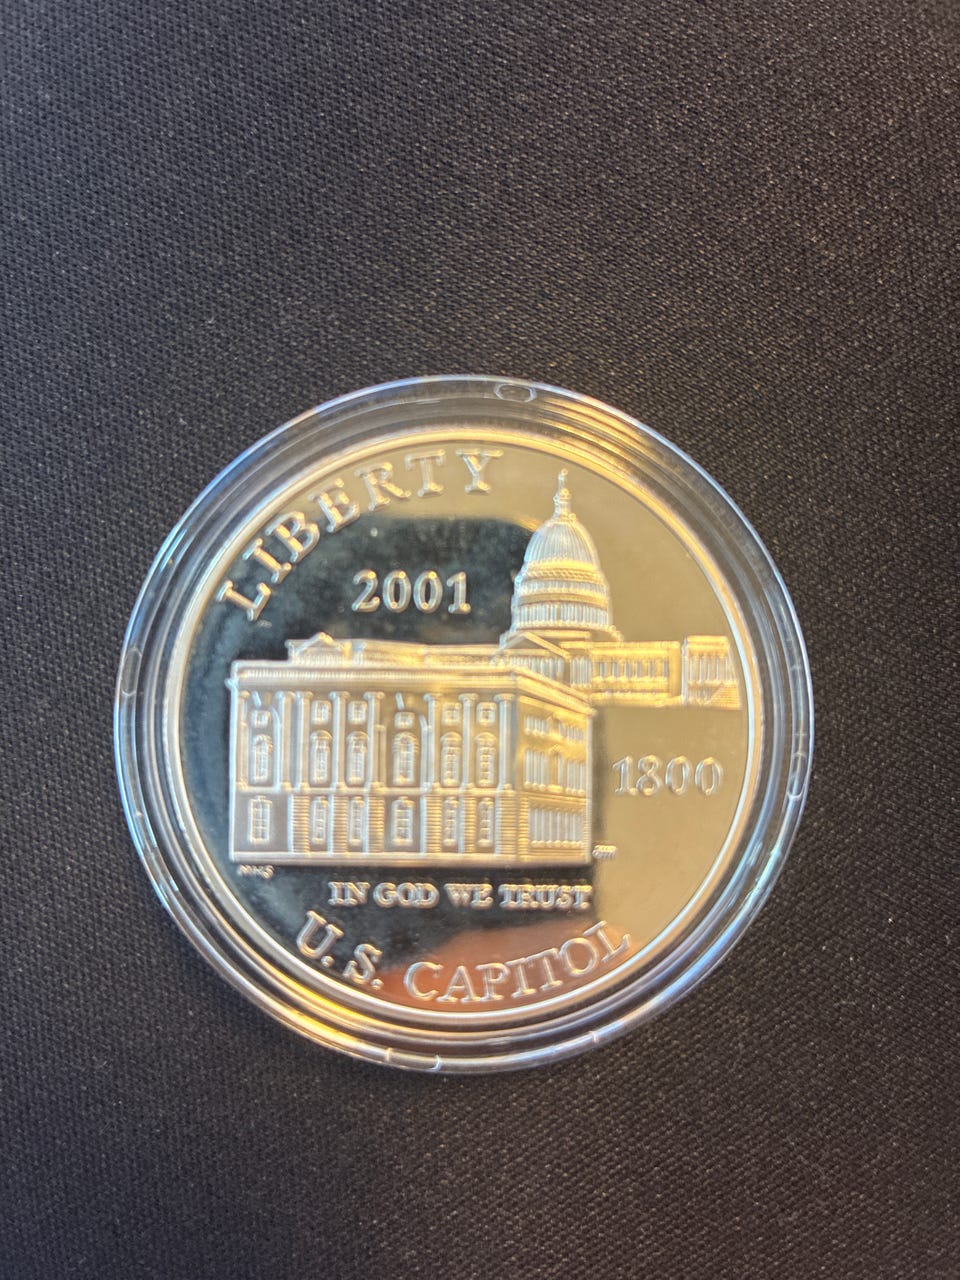 LIBERTY
2001
1800
IN GOD WE TRUST
U.S. CAPITOL